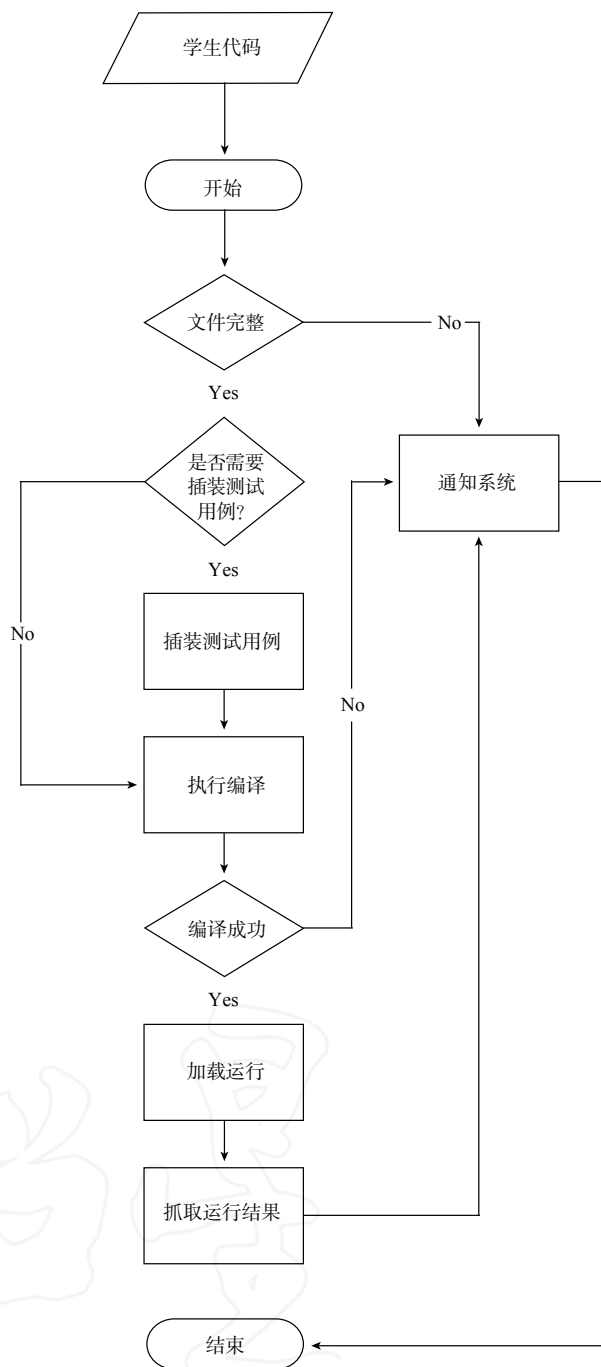 学生代码
开始
文件完整
No
Yes
是否需要
插装测试
用例?
通知系统
Yes
No
插装测试用例
No
执行编译
编译成功
Yes
加载运行
抓取运行结果
结束